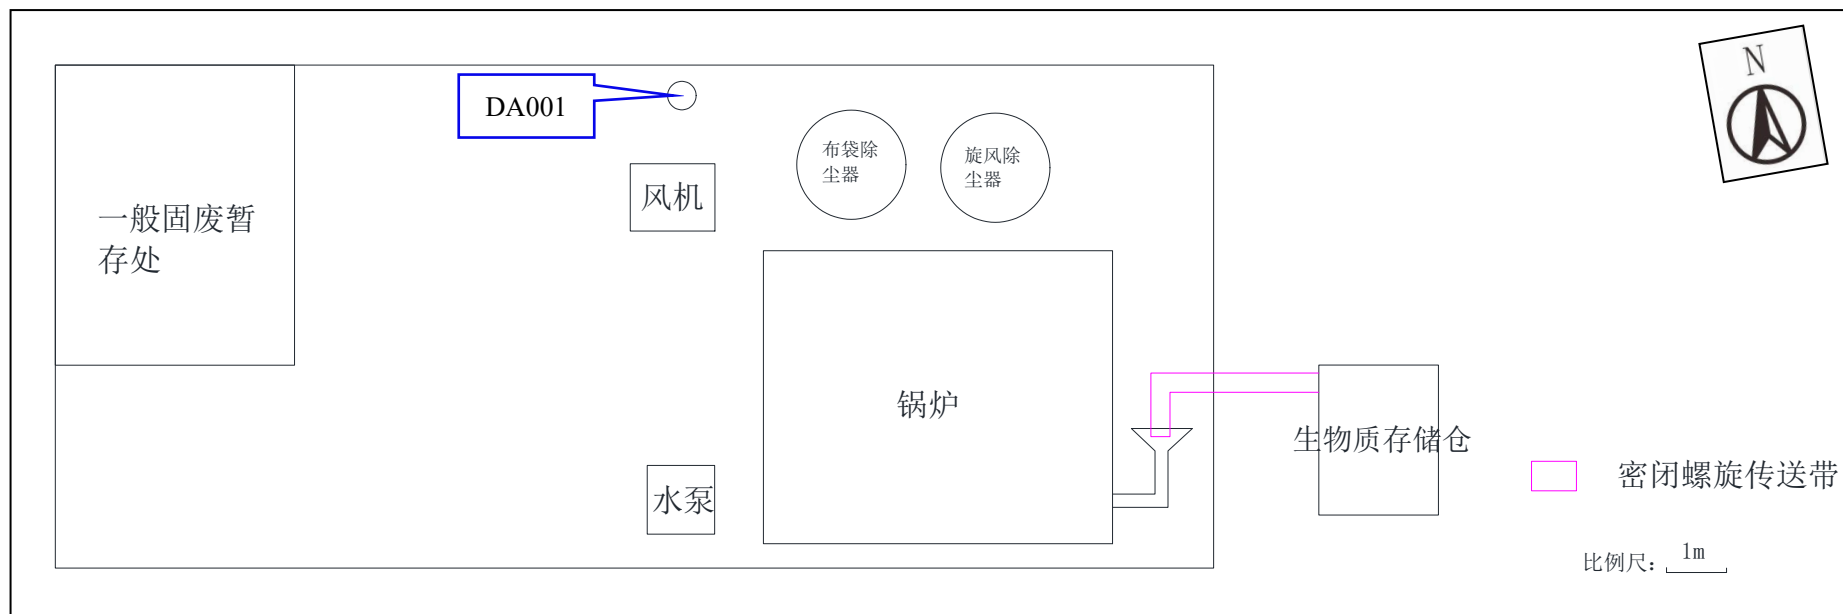 N
DA001
布袋除
尘器
旋风除
尘器
风机
一般固废暂
存处
锅炉
生物质存储仓
水泵
密闭螺旋传送带
比例尺: 1m